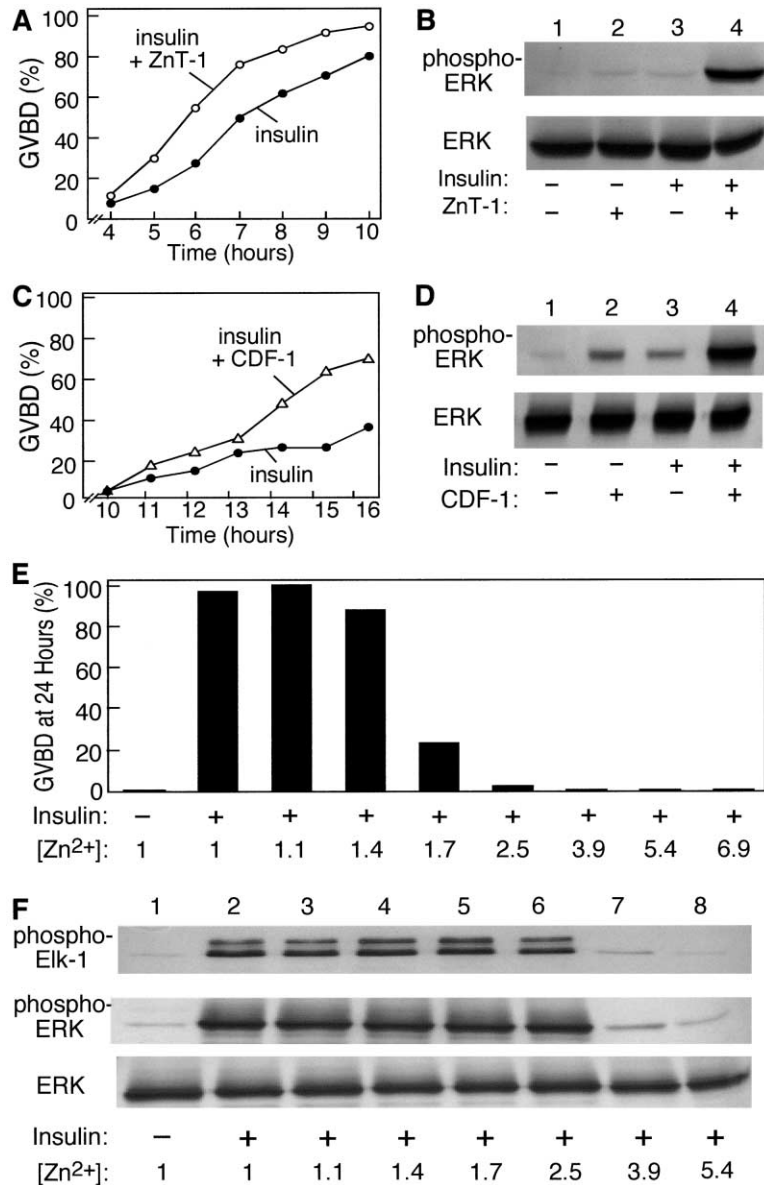 A
GVBD (%)
100
80
60
40
20
0
insulin
+ ZnT-1
insulin
4 5 6 7 8 9 10
Time (hours)
B
1 2 3 4
phospho-
ERK
ERK
Insulin: – – + +
ZnT-1: – + – +
C
GVBD (%)
100
80
60
40
20
0
insulin
+ CDF-1
insulin
10 11 12 13 14 15 16
Time (hours)
D
1 2 3 4
phospho-
ERK
ERK
Insulin: – – + +
CDF-1: – + – +
E
GVBD at 24 Hours (%)
100
80
60
40
20
0
Insulin: – + + + + + + + +
[Zn²⁺]: 1 1 1.1 1.4 1.7 2.5 3.9 5.4 6.9
F
1 2 3 4 5 6 7 8
phospho-
Elk-1
phospho-
ERK
ERK
Insulin: – + + + + + + +
[Zn²⁺]: 1 1 1.1 1.4 1.7 2.5 3.9 5.4